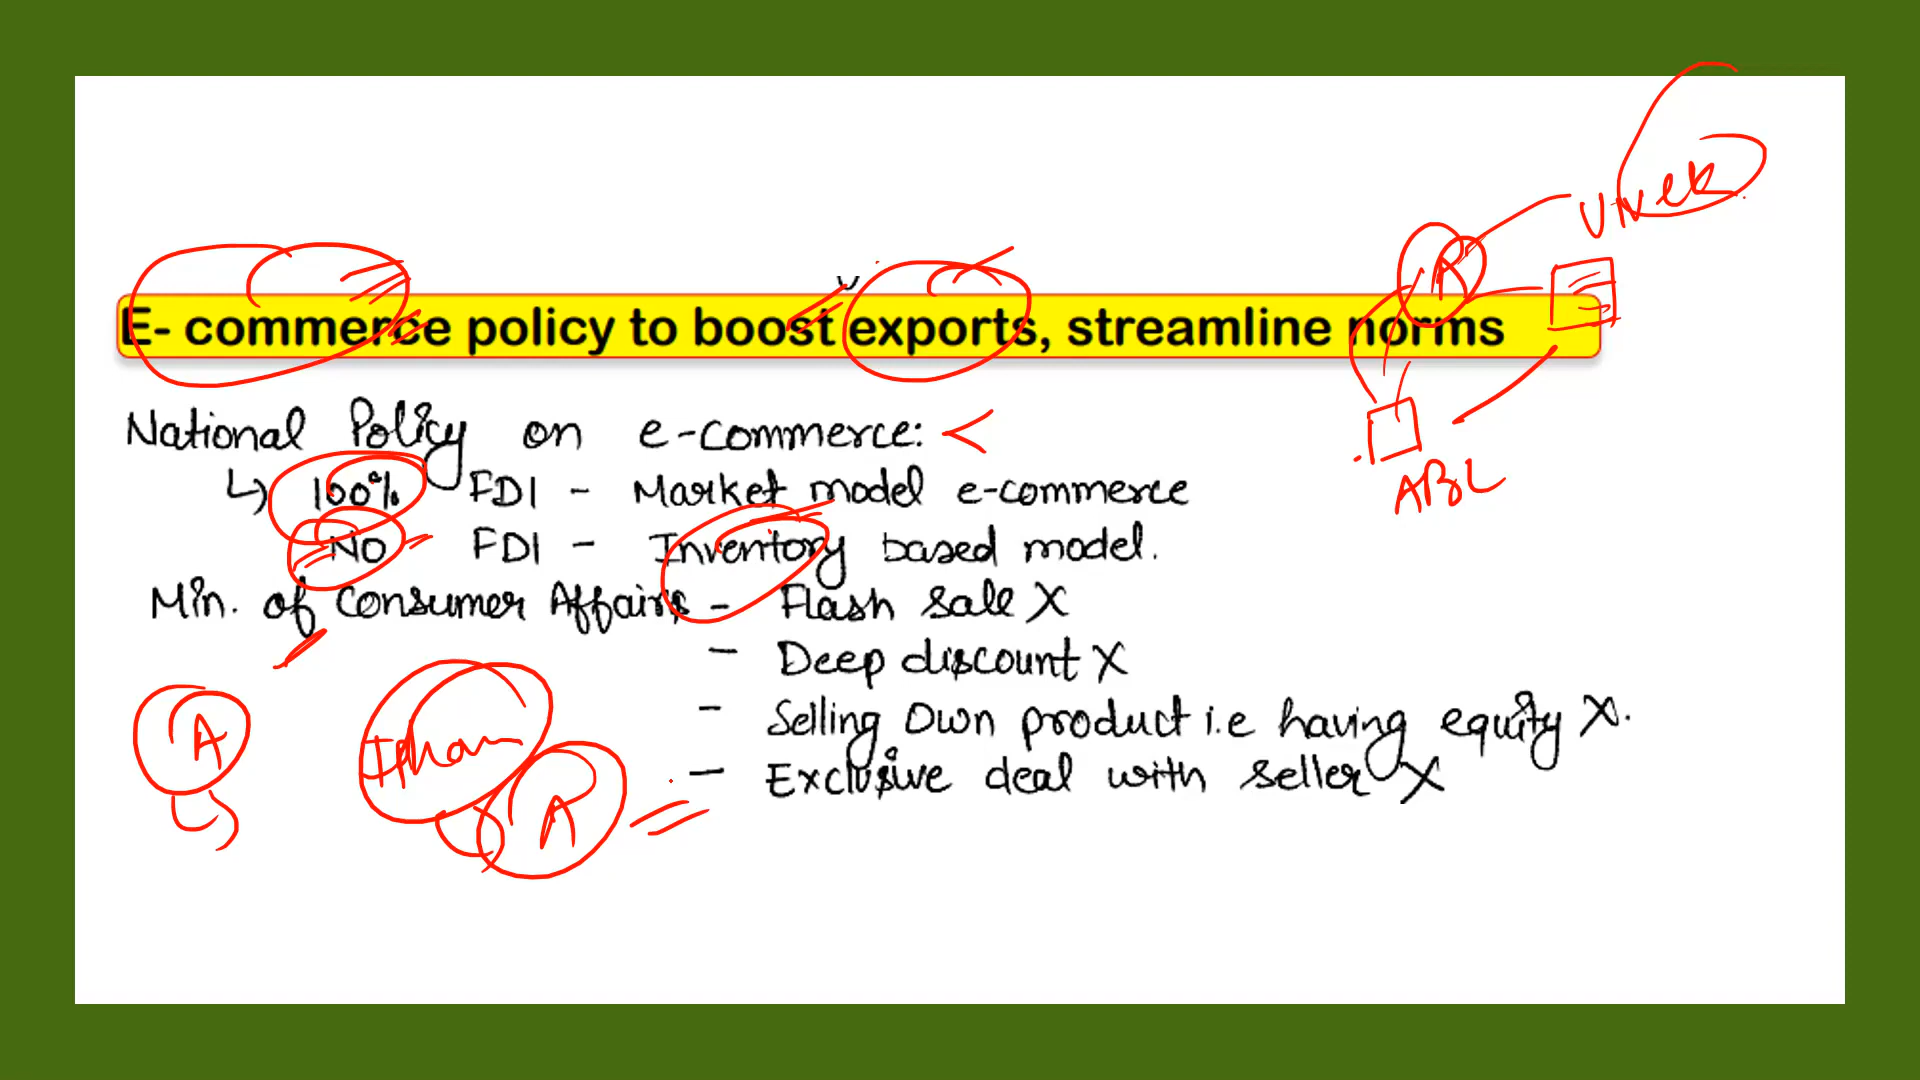 Vivek
A
E- commerce policy to boost exports, streamline norms
National Policy on e-commerce:
↳ 100% FDI - Market model e-commerce
ABL
NO FDI - Inventory based model.
Min. of Consumer Affairs - Flash sale X
- Deep discount X
- Selling own product i.e having equity X.
- Exclusive deal with seller X
A
A